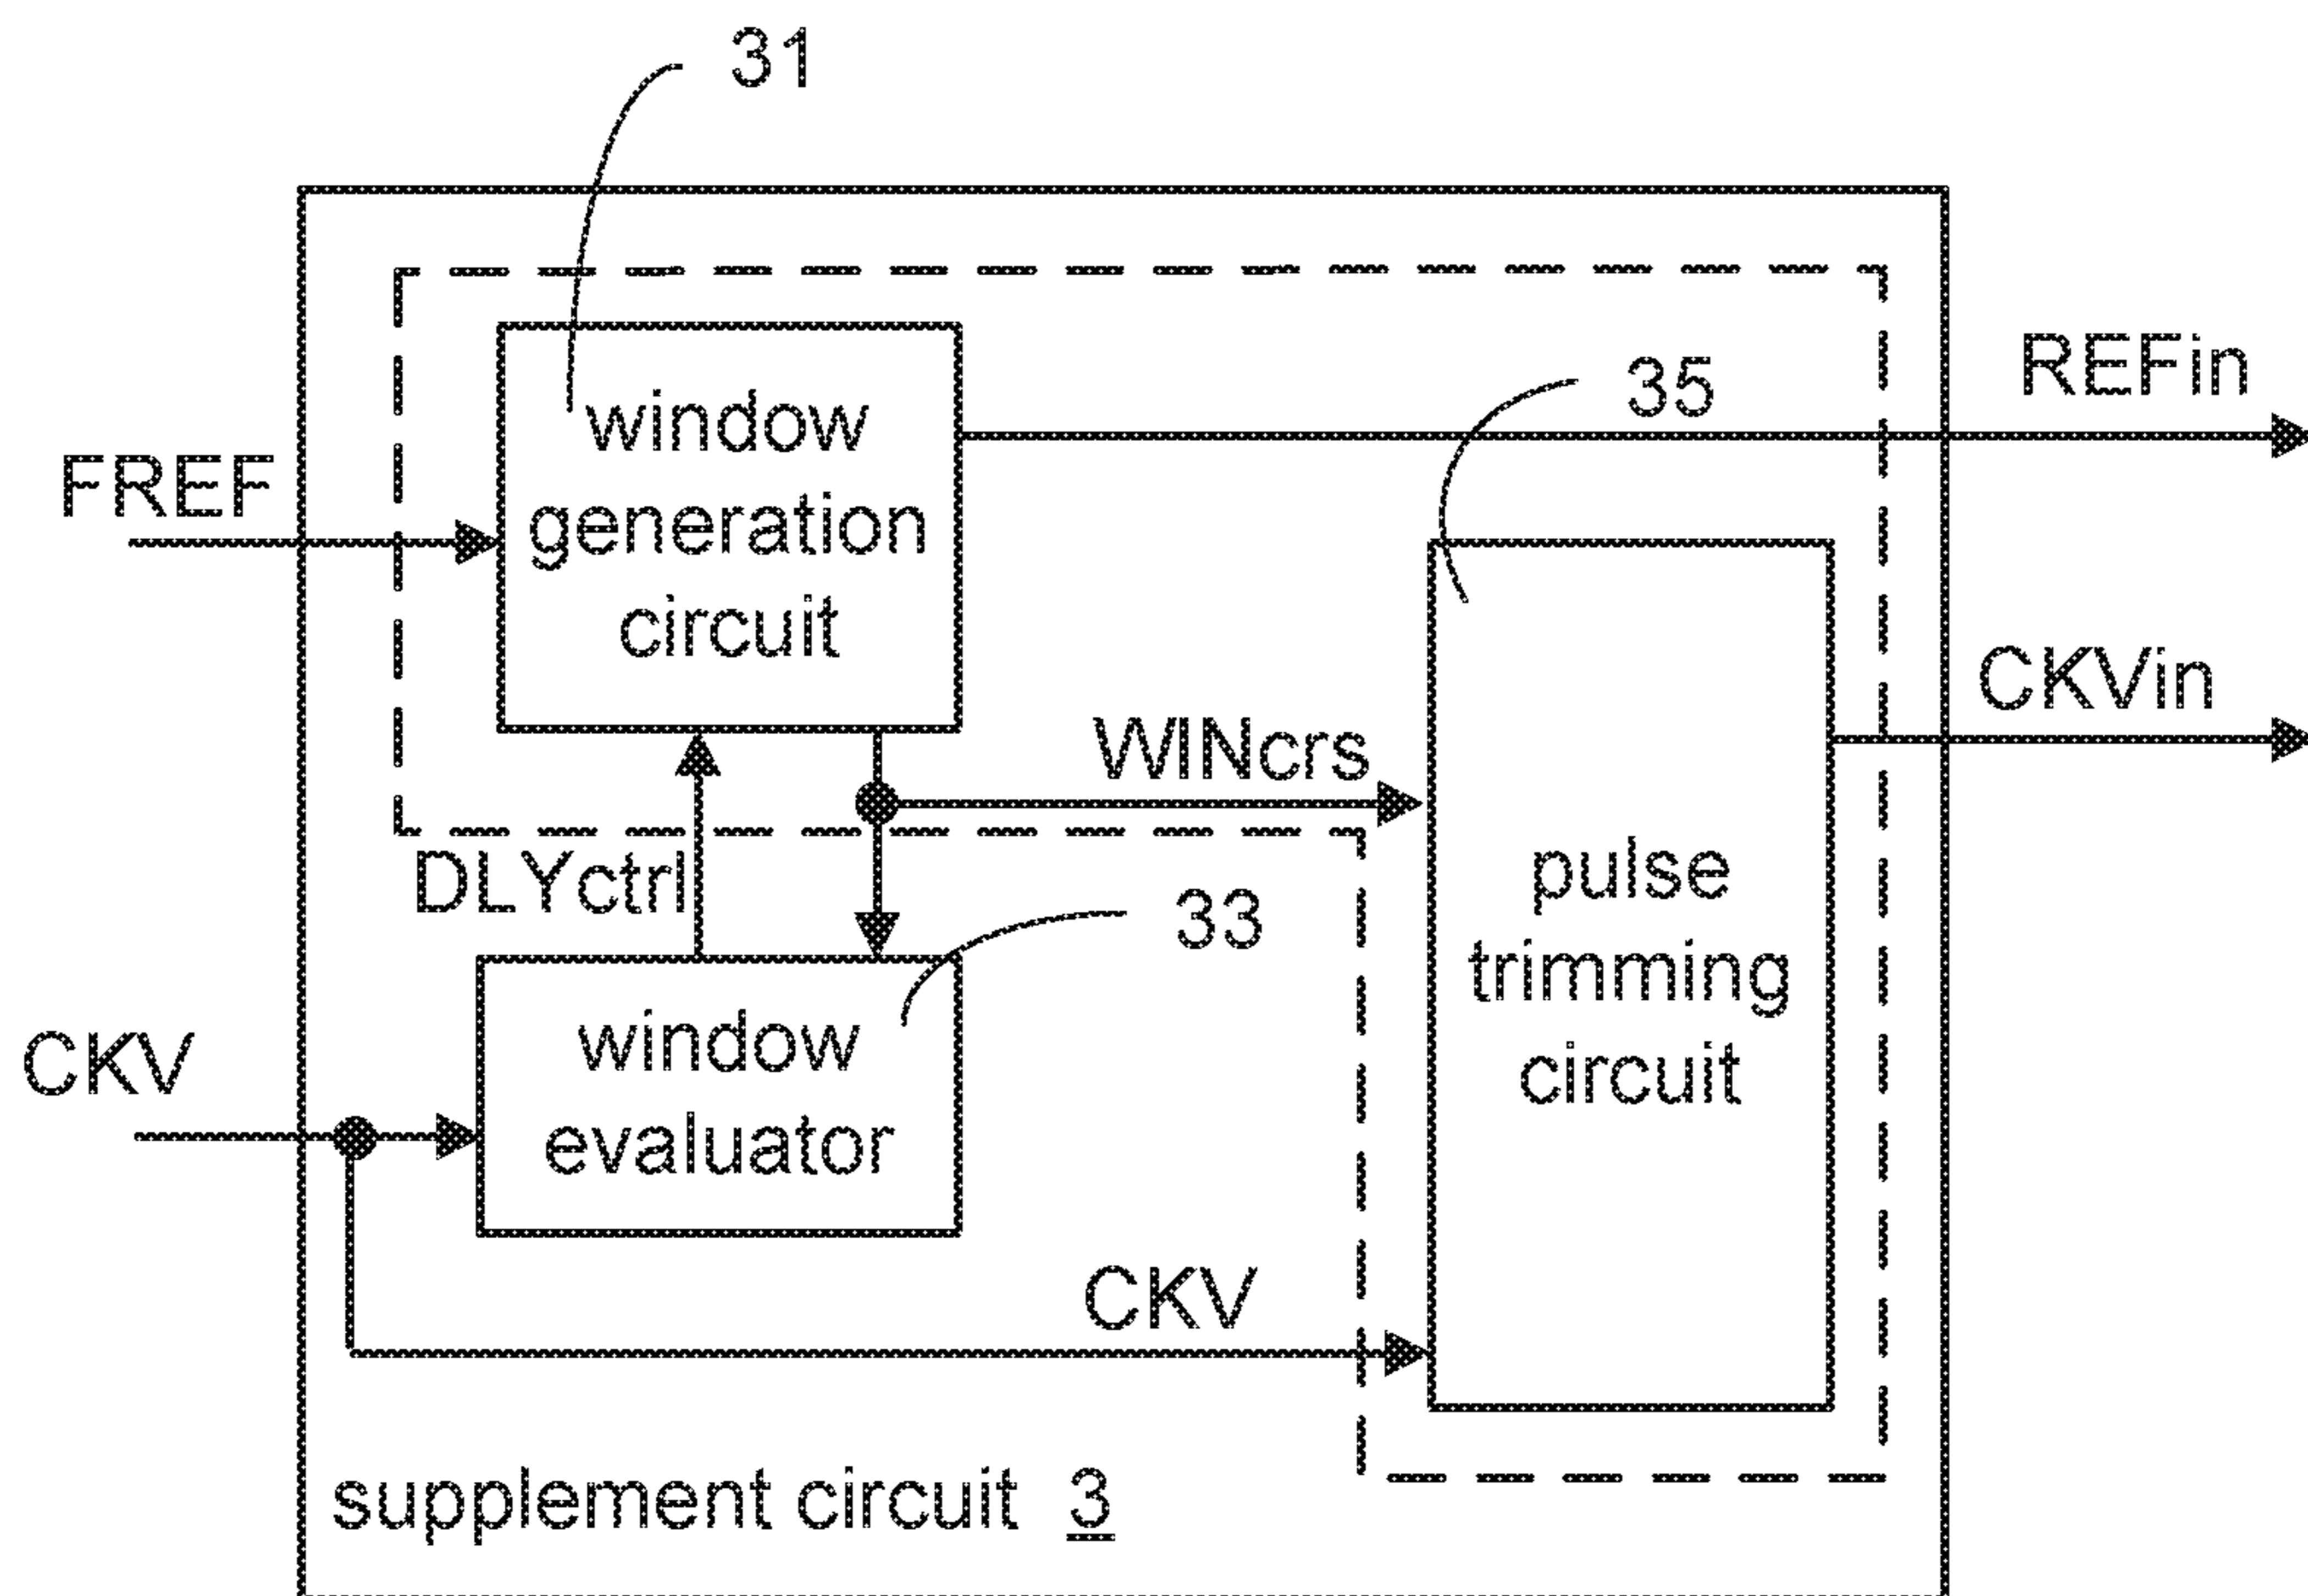 31
window
generation
circuit
FREF
REFin
35
CKVin
WINcrs
DLYctrl
33
CKV
window
evaluator
pulse
trimming
circuit
CKV
supplement circuit 3